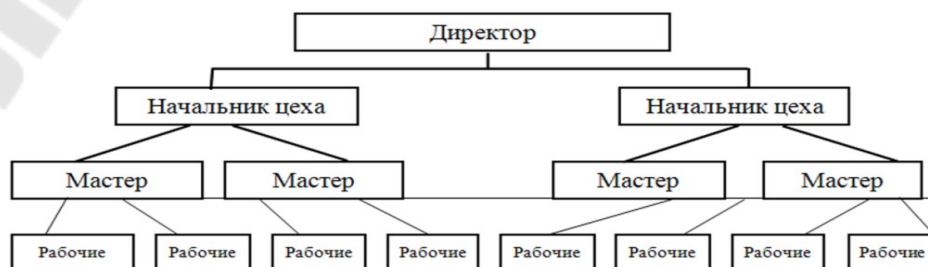 Директор
Начальник цеха Начальник цеха
Мастер Мастер Мастер Мастер
Рабочие Рабочие Рабочие Рабочие Рабочие Рабочие Рабочие Рабочие